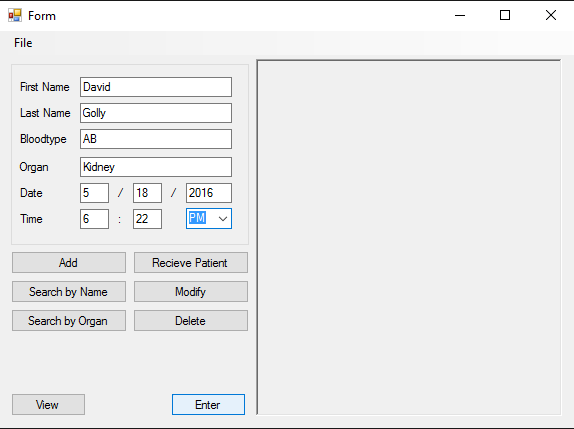 Form
File
First Name David
Last Name Golly
Bloodtype AB
Organ Kidney
Date 5 / 18 / 2016
Time 6 : 22 PM
Add Recieve Patient
Search by Name Modify
Search by Organ Delete
View Enter